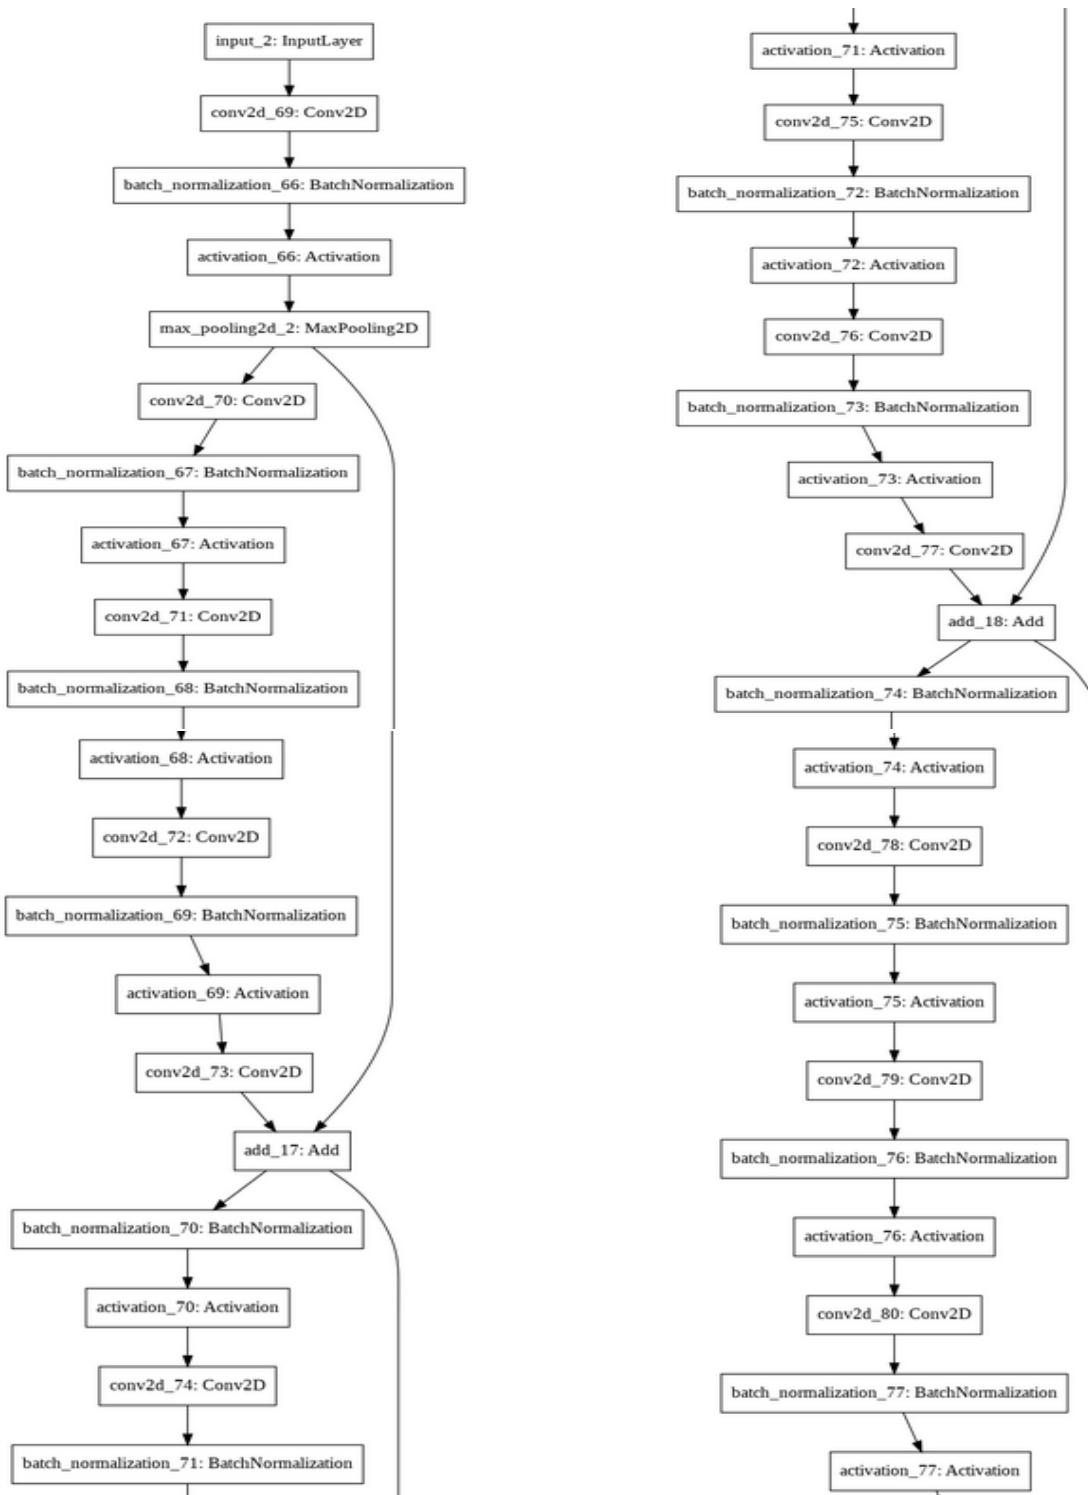 input_2: InputLayer
conv2d_69: Conv2D
batch_normalization_66: BatchNormalization
activation_66: Activation
max_pooling2d_2: MaxPooling2D
conv2d_70: Conv2D
batch_normalization_67: BatchNormalization
activation_67: Activation
conv2d_71: Conv2D
batch_normalization_68: BatchNormalization
activation_68: Activation
conv2d_72: Conv2D
batch_normalization_69: BatchNormalization
activation_69: Activation
conv2d_73: Conv2D
add_17: Add
batch_normalization_70: BatchNormalization
activation_70: Activation
conv2d_74: Conv2D
batch_normalization_71: BatchNormalization
activation_71: Activation
conv2d_75: Conv2D
batch_normalization_72: BatchNormalization
activation_72: Activation
conv2d_76: Conv2D
batch_normalization_73: BatchNormalization
activation_73: Activation
conv2d_77: Conv2D
add_18: Add
batch_normalization_74: BatchNormalization
activation_74: Activation
conv2d_78: Conv2D
batch_normalization_75: BatchNormalization
activation_75: Activation
conv2d_79: Conv2D
batch_normalization_76: BatchNormalization
activation_76: Activation
conv2d_80: Conv2D
batch_normalization_77: BatchNormalization
activation_77: Activation